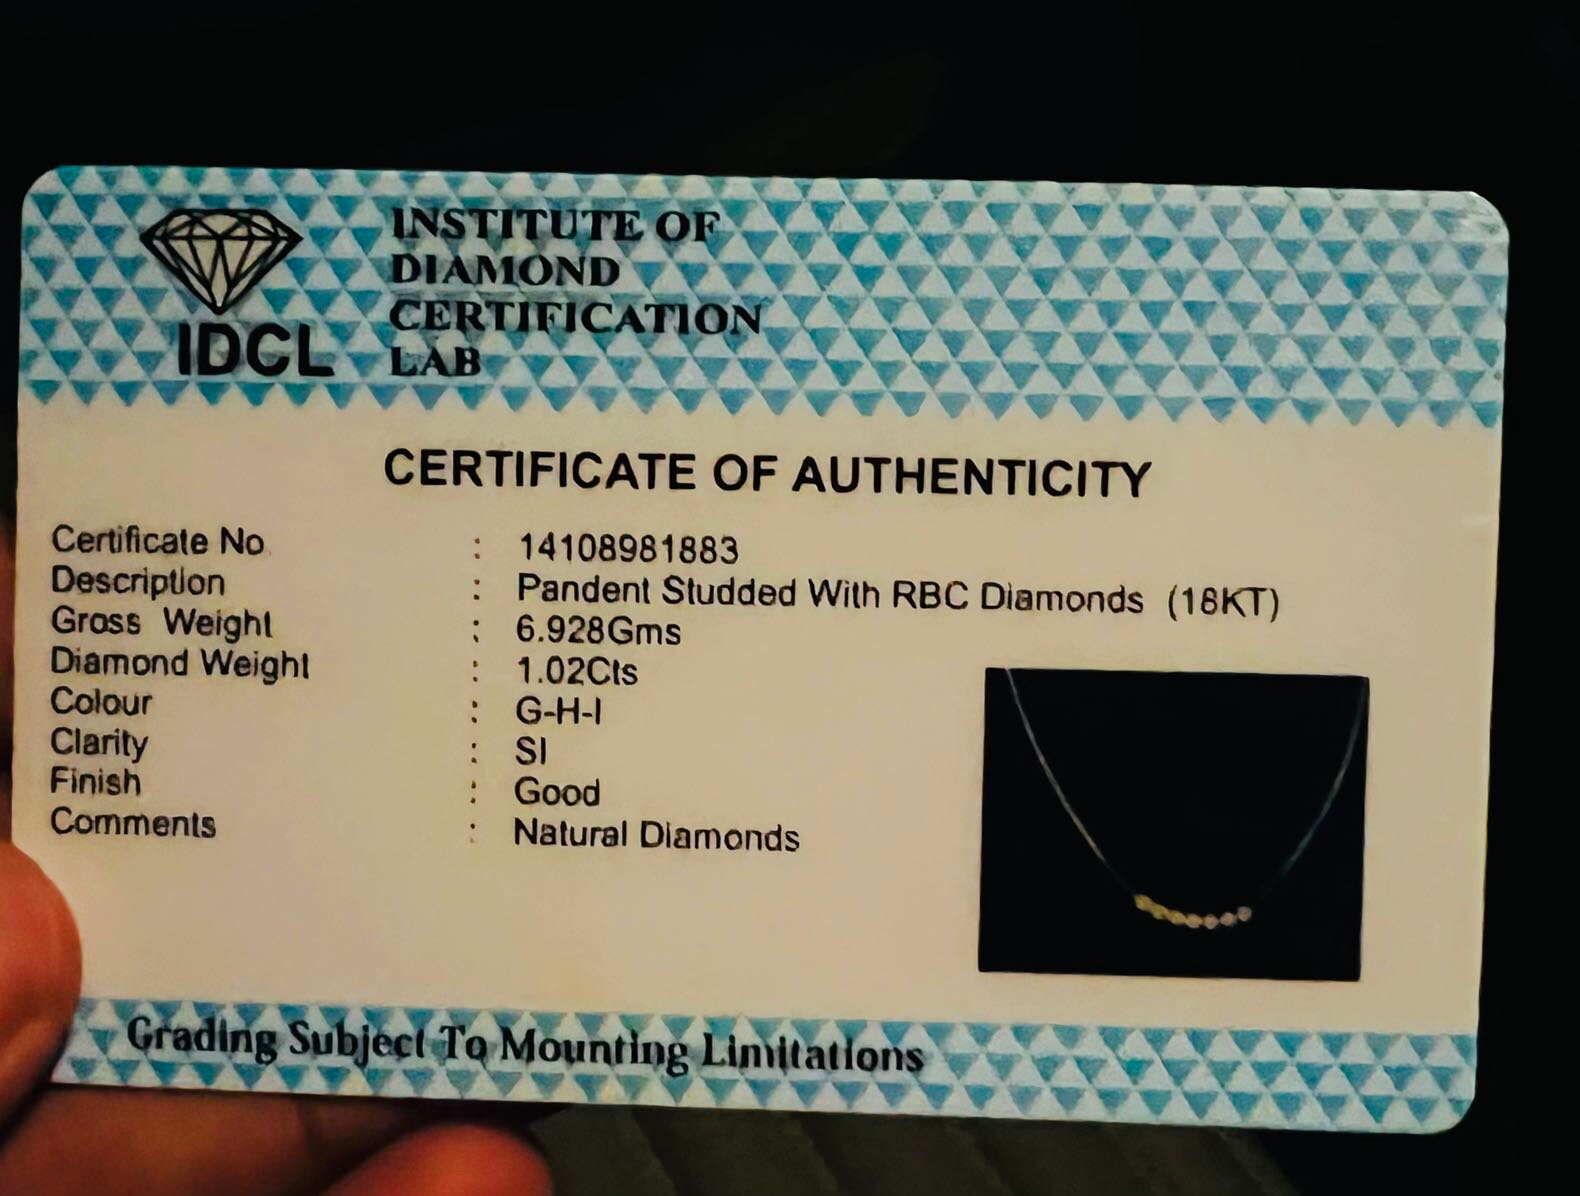 IDCL
INSTITUTE OF
DIAMOND
CERTIFICATION
LAB
CERTIFICATE OF AUTHENTICITY
Certificate No : 14108981883
Description : Pandent Studded With RBC Diamonds (18KT)
Gross Weight : 6.928Gms
Diamond Weight : 1.02Cts
Colour : G-H-I
Clarity : SI
Finish : Good
Comments : Natural Diamonds
Grading Subject To Mounting Limitations